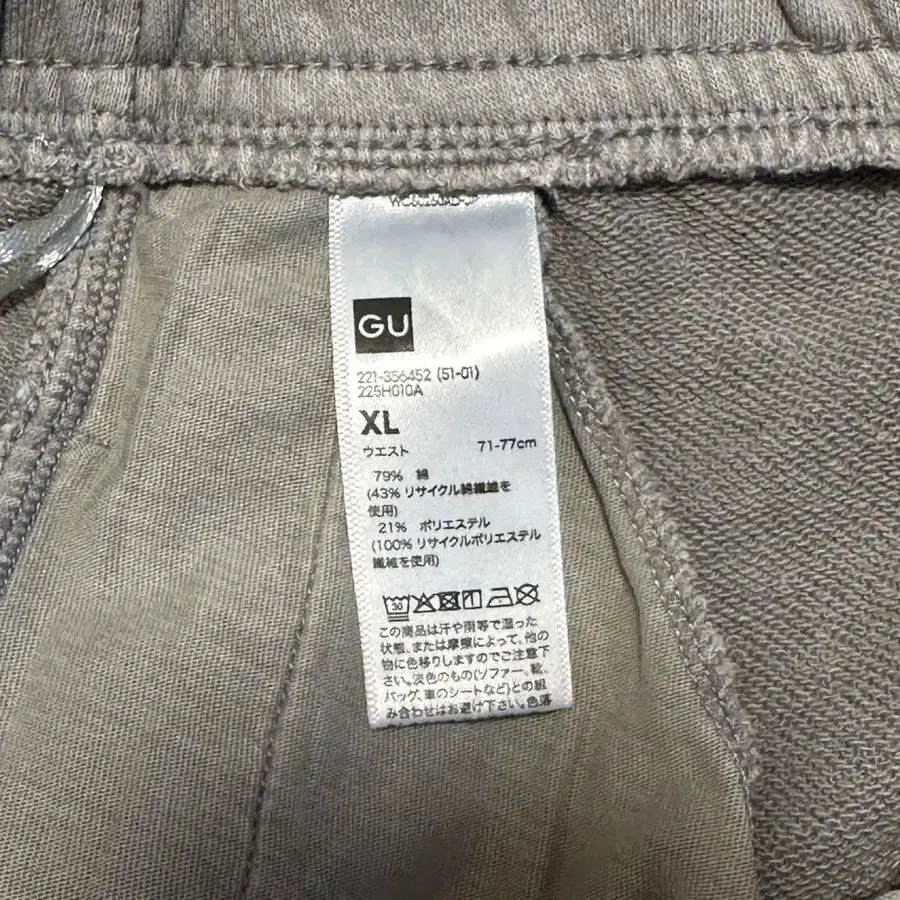 GU
221-356452 (51-01)
225H010A
XL
ウエスト 71-77cm
79% 綿
(43% リサイクル綿繊維を
使用)
21% ポリエステル
(100% リサイクルポリエステル
繊維を使用)
30
この商品は汗や雨等で湿った
状態、または摩擦によって、他の
物に色移りしますのでご注意下
さい。淡色のもの(ソファー、靴、
バッグ、車のシートなど)との組
み合わせはお避け下さい。色落